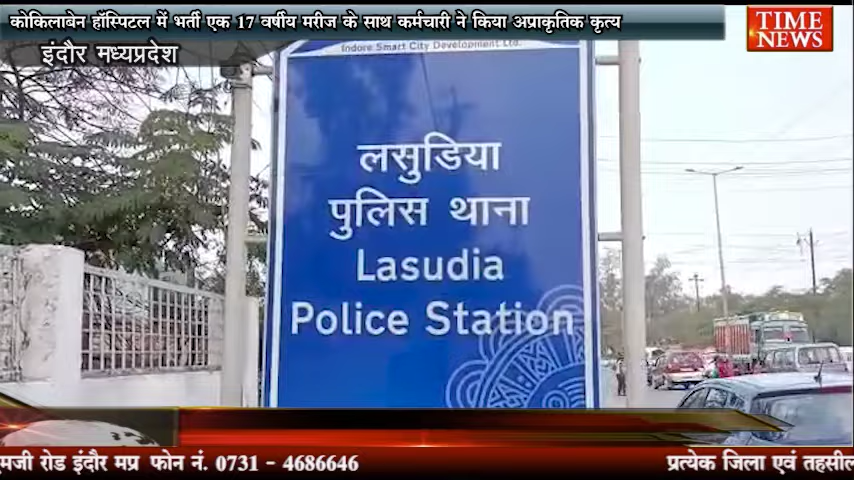 कोकिलाबेन हॉस्पिटल में भर्ती एक 17 वर्षीय मरीज के साथ कर्मचारी ने किया अप्राकृतिक कृत्य
TIME
NEWS
इंदौर मध्यप्रदेश
Indore Smart City Development Ltd.
लसुडिया
पुलिस थाना
Lasudia
Police Station
एमजी रोड इंदौर मप्र फोन नं. 0731 - 4686646
प्रत्येक जिला एवं तहसील